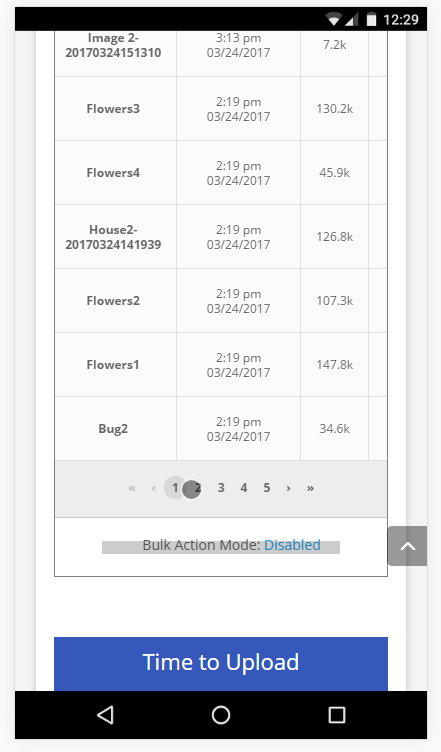 12:29
Image 2-
20170324151310
3:13 pm
03/24/2017
7.2k
Flowers3
2:19 pm
03/24/2017
130.2k
Flowers4
2:19 pm
03/24/2017
45.9k
House2-
20170324141939
2:19 pm
03/24/2017
126.8k
Flowers2
2:19 pm
03/24/2017
107.3k
Flowers1
2:19 pm
03/24/2017
147.8k
Bug2
2:19 pm
03/24/2017
34.6k
« ‹ 1 2 3 4 5 › »
Bulk Action Mode: Disabled
Time to Upload